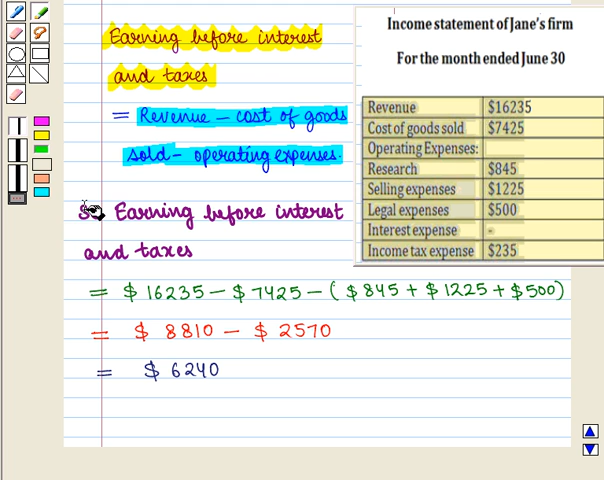 Earning before interest
and taxes
= Revenue – cost of goods
sold – operating expenses.
Earning before interest
and taxes
= $ 16235 – $ 7425 – ( $ 845 + $ 1225 + $ 500 )
= $ 8810 – $ 2570
= $ 6240
Income statement of Jane's firm
For the month ended June 30
Revenue $16235
Cost of goods sold $7425
Operating Expenses:
Research $845
Selling expenses $1225
Legal expenses $500
Interest expense -
Income tax expense $235